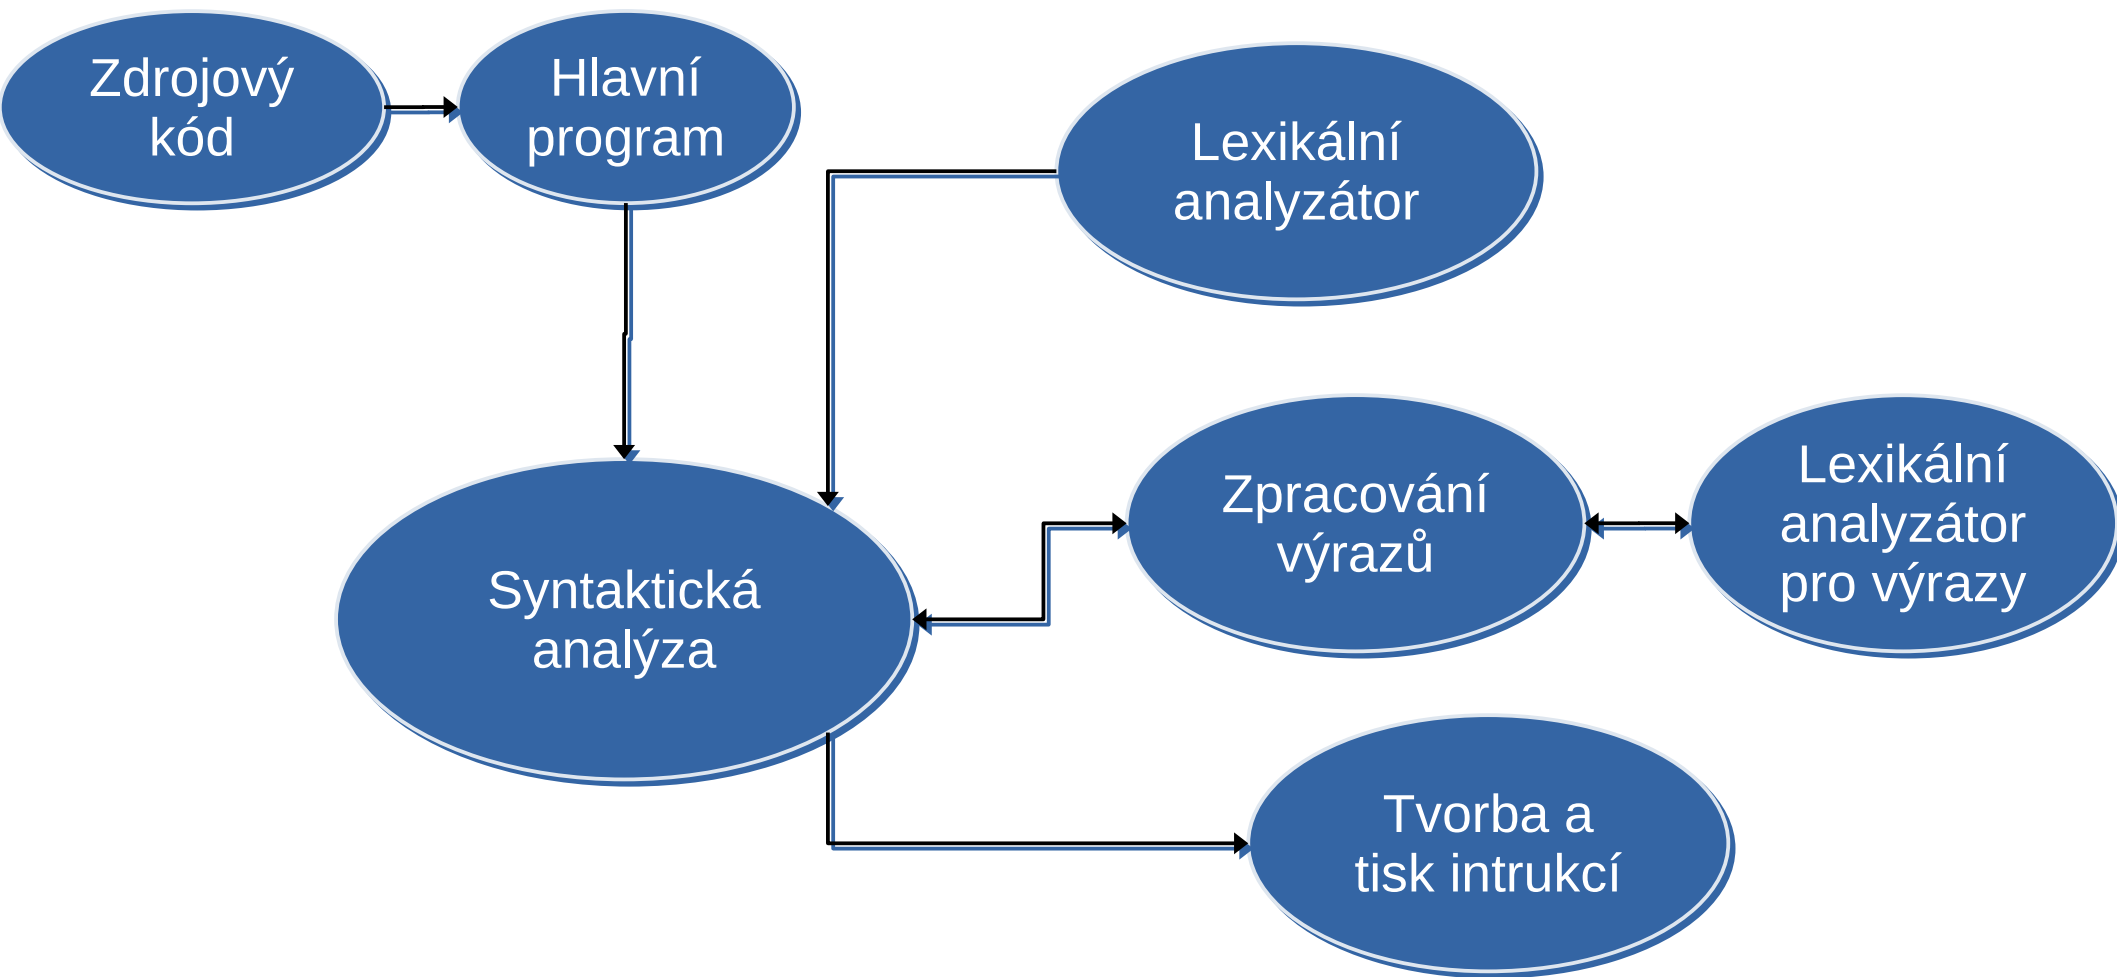 Zdrojový
kód
Hlavní
program
Lexikální
analyzátor
Zpracování
výrazů
Lexikální
analyzátor
pro výrazy
Syntaktická
analýza
Tvorba a
tisk intrukcí